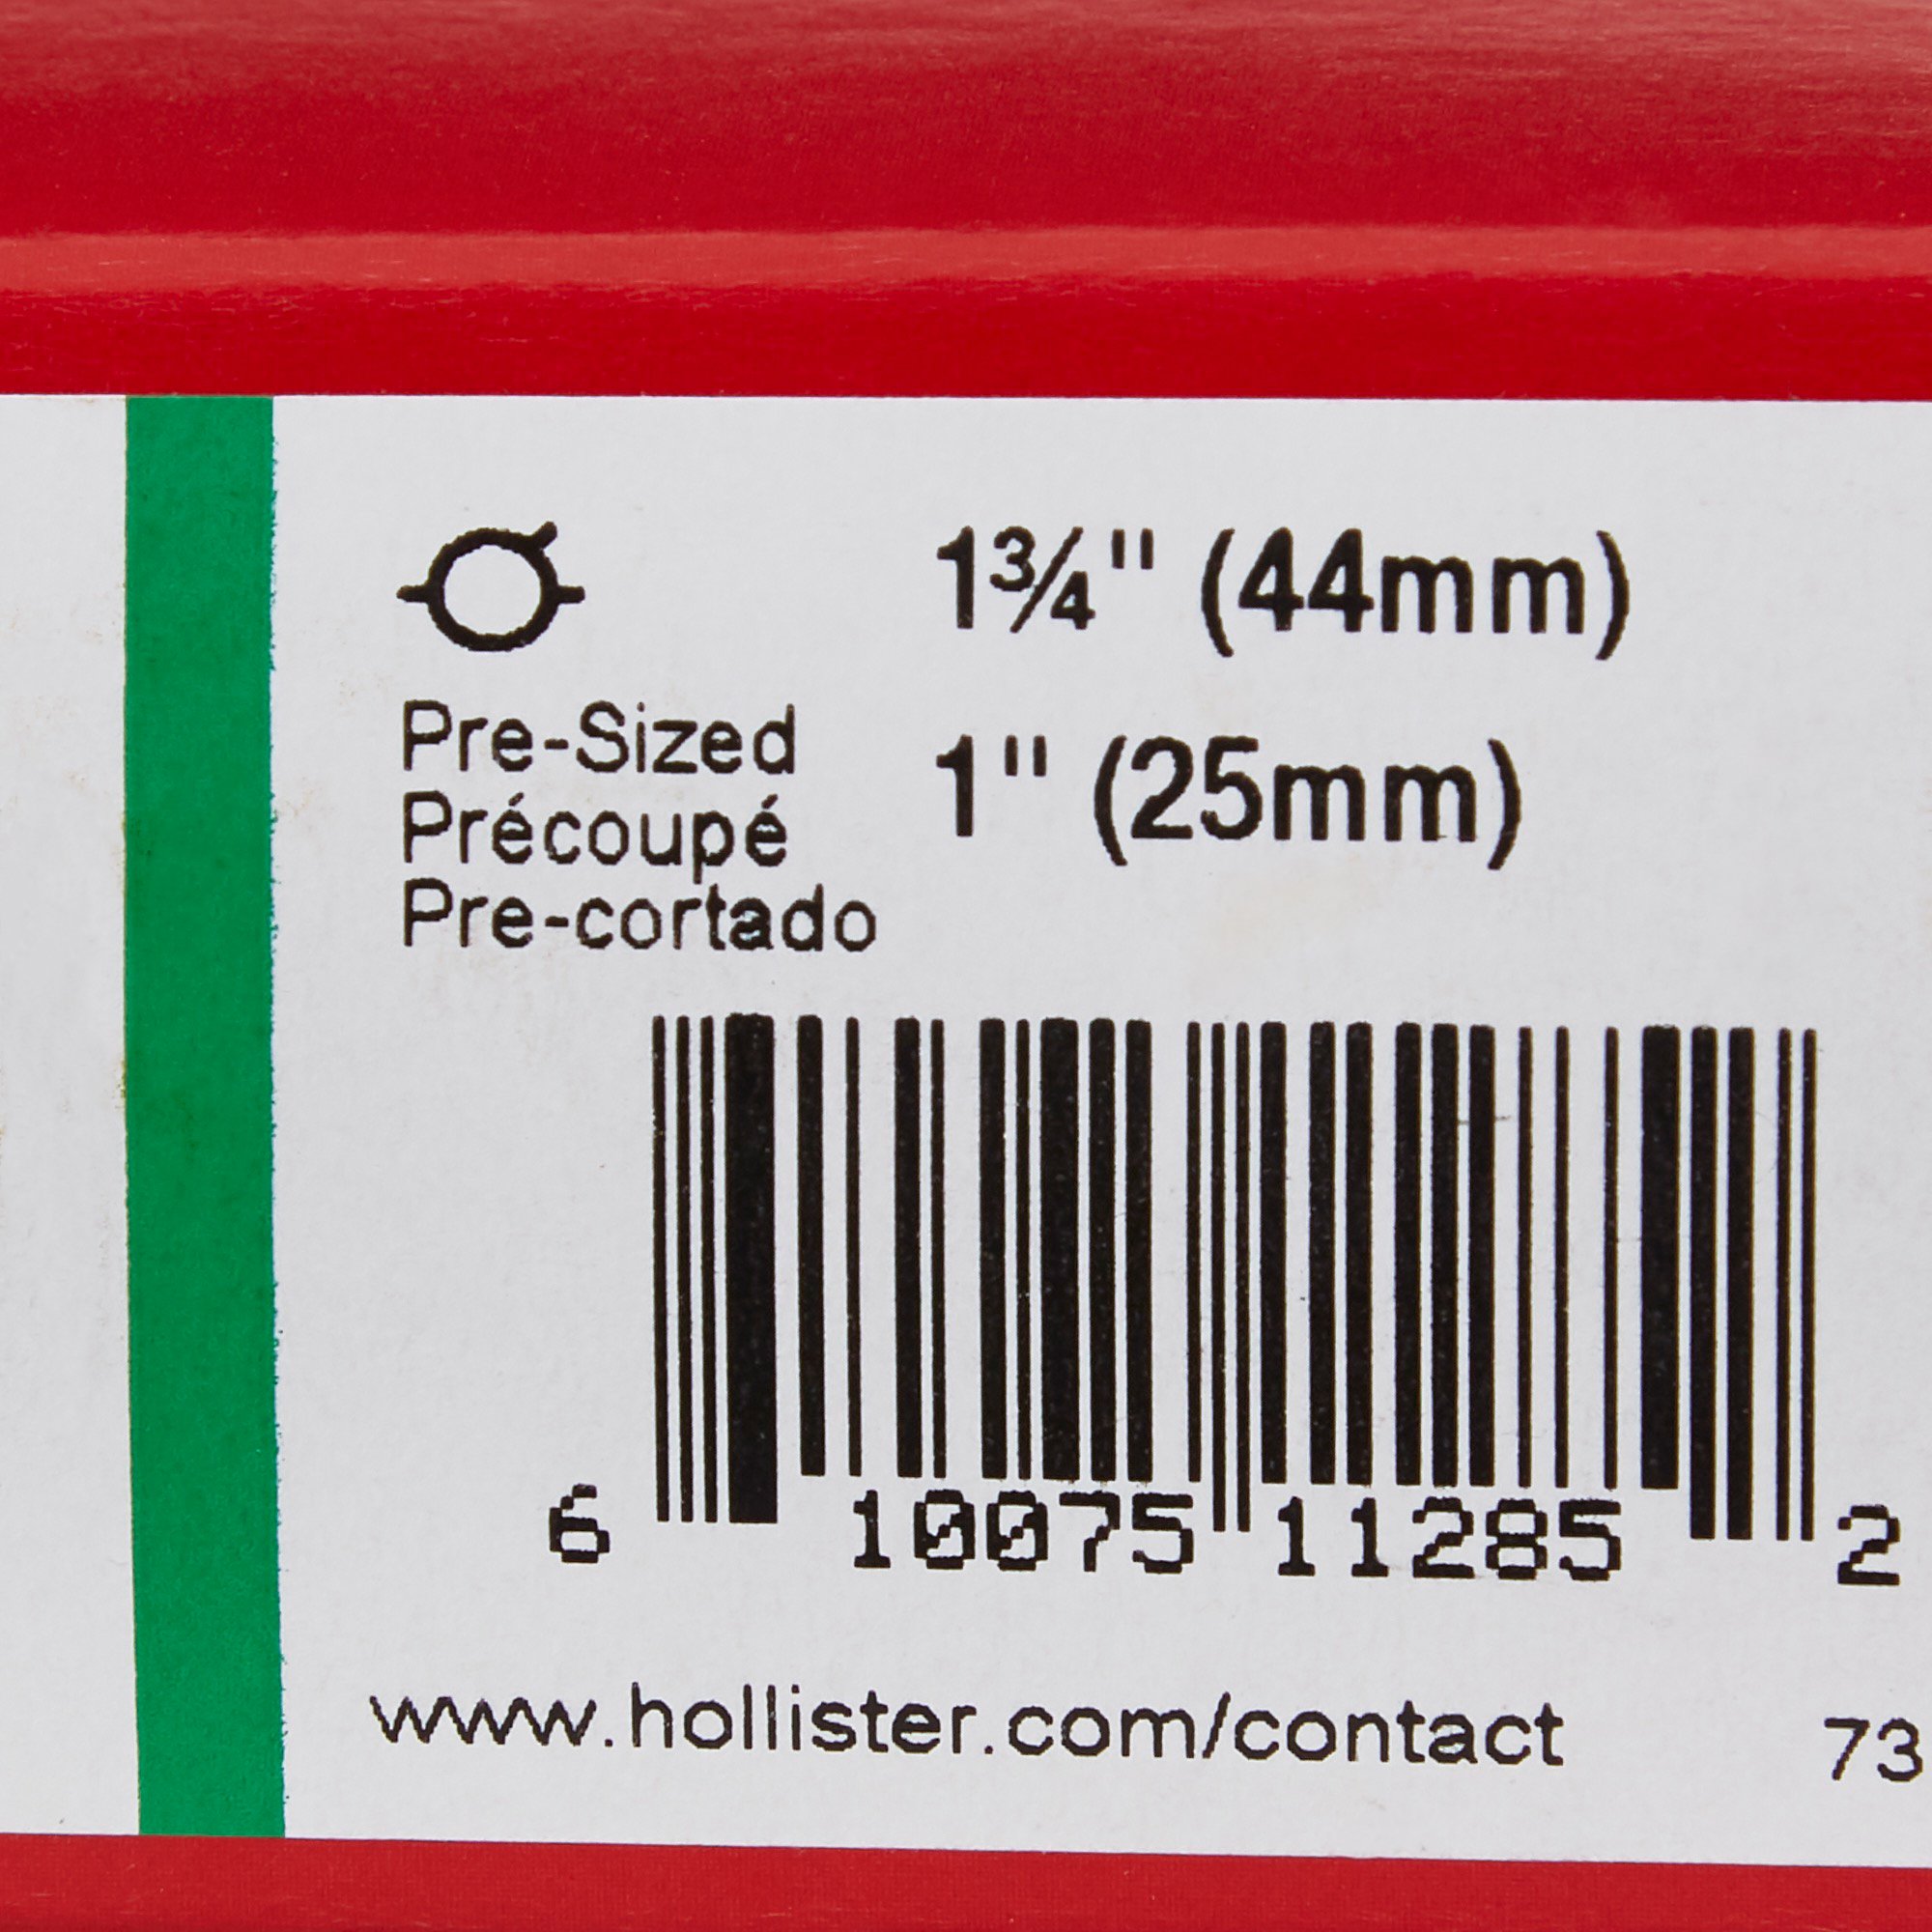 1¾" (44mm)
Pre-Sized 1" (25mm)
Précoupé
Pre-cortado
6 10075 11285 2
www.hollister.com/contact 73